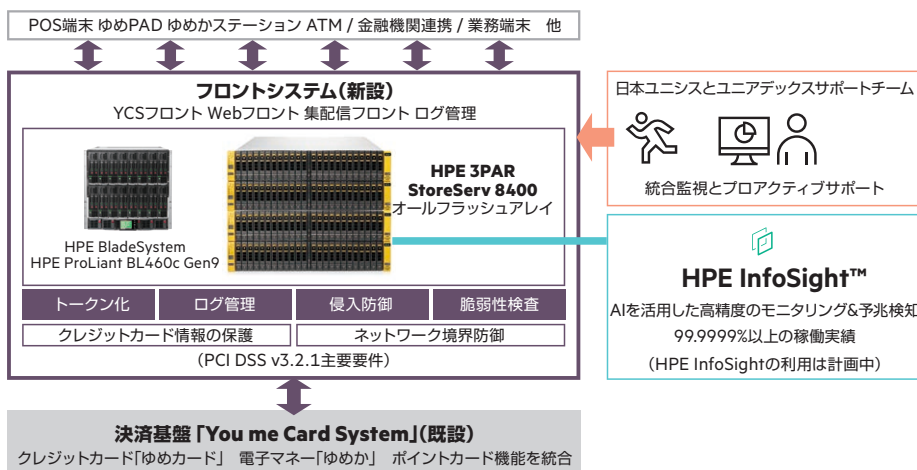 POS端末 ゆめPAD ゆめかステーション ATM / 金融機関連携 / 業務端末　他
フロントシステム（新設）
YCSフロント Webフロント 集配信フロント ログ管理
HPE 3PAR
StoreServ 8400
オールフラッシュアレイ
HPE BladeSystem
HPE ProLiant BL460c Gen9
トークン化
ログ管理
侵入防御
脆弱性検査
クレジットカード情報の保護
ネットワーク境界防御
（PCI DSS v3.2.1主要要件）
日本ユニシスとユニアデックスサポートチーム
統合監視とプロアクティブサポート
HPE InfoSight™
AIを活用した高精度のモニタリング&予兆検知
99.9999%以上の稼働実績
（HPE InfoSightの利用は計画中）
決済基盤「You me Card System」（既設）
クレジットカード「ゆめカード」　電子マネー「ゆめか」　ポイントカード機能を統合